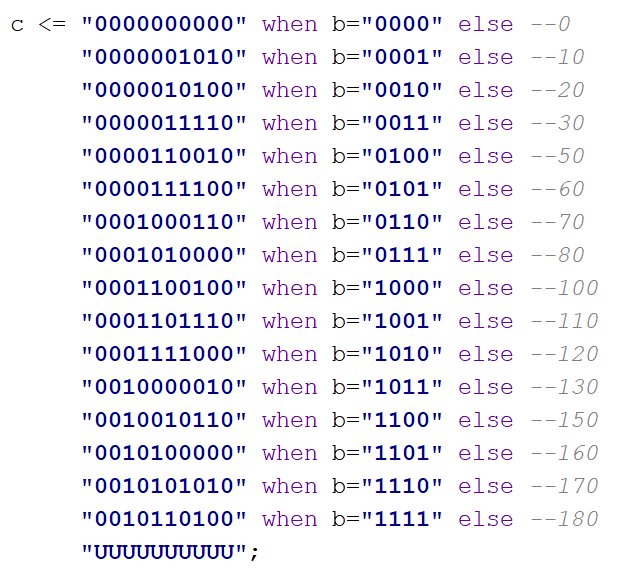 c <= "0000000000" when b="0000" else --0
"0000001010" when b="0001" else --10
"0000010100" when b="0010" else --20
"0000011110" when b="0011" else --30
"0000110010" when b="0100" else --50
"0000111100" when b="0101" else --60
"0001000110" when b="0110" else --70
"0001010000" when b="0111" else --80
"0001100100" when b="1000" else --100
"0001101110" when b="1001" else --110
"0001111000" when b="1010" else --120
"0010000010" when b="1011" else --130
"0010010110" when b="1100" else --150
"0010100000" when b="1101" else --160
"0010101010" when b="1110" else --170
"0010110100" when b="1111" else --180
"UUUUUUUUUU";